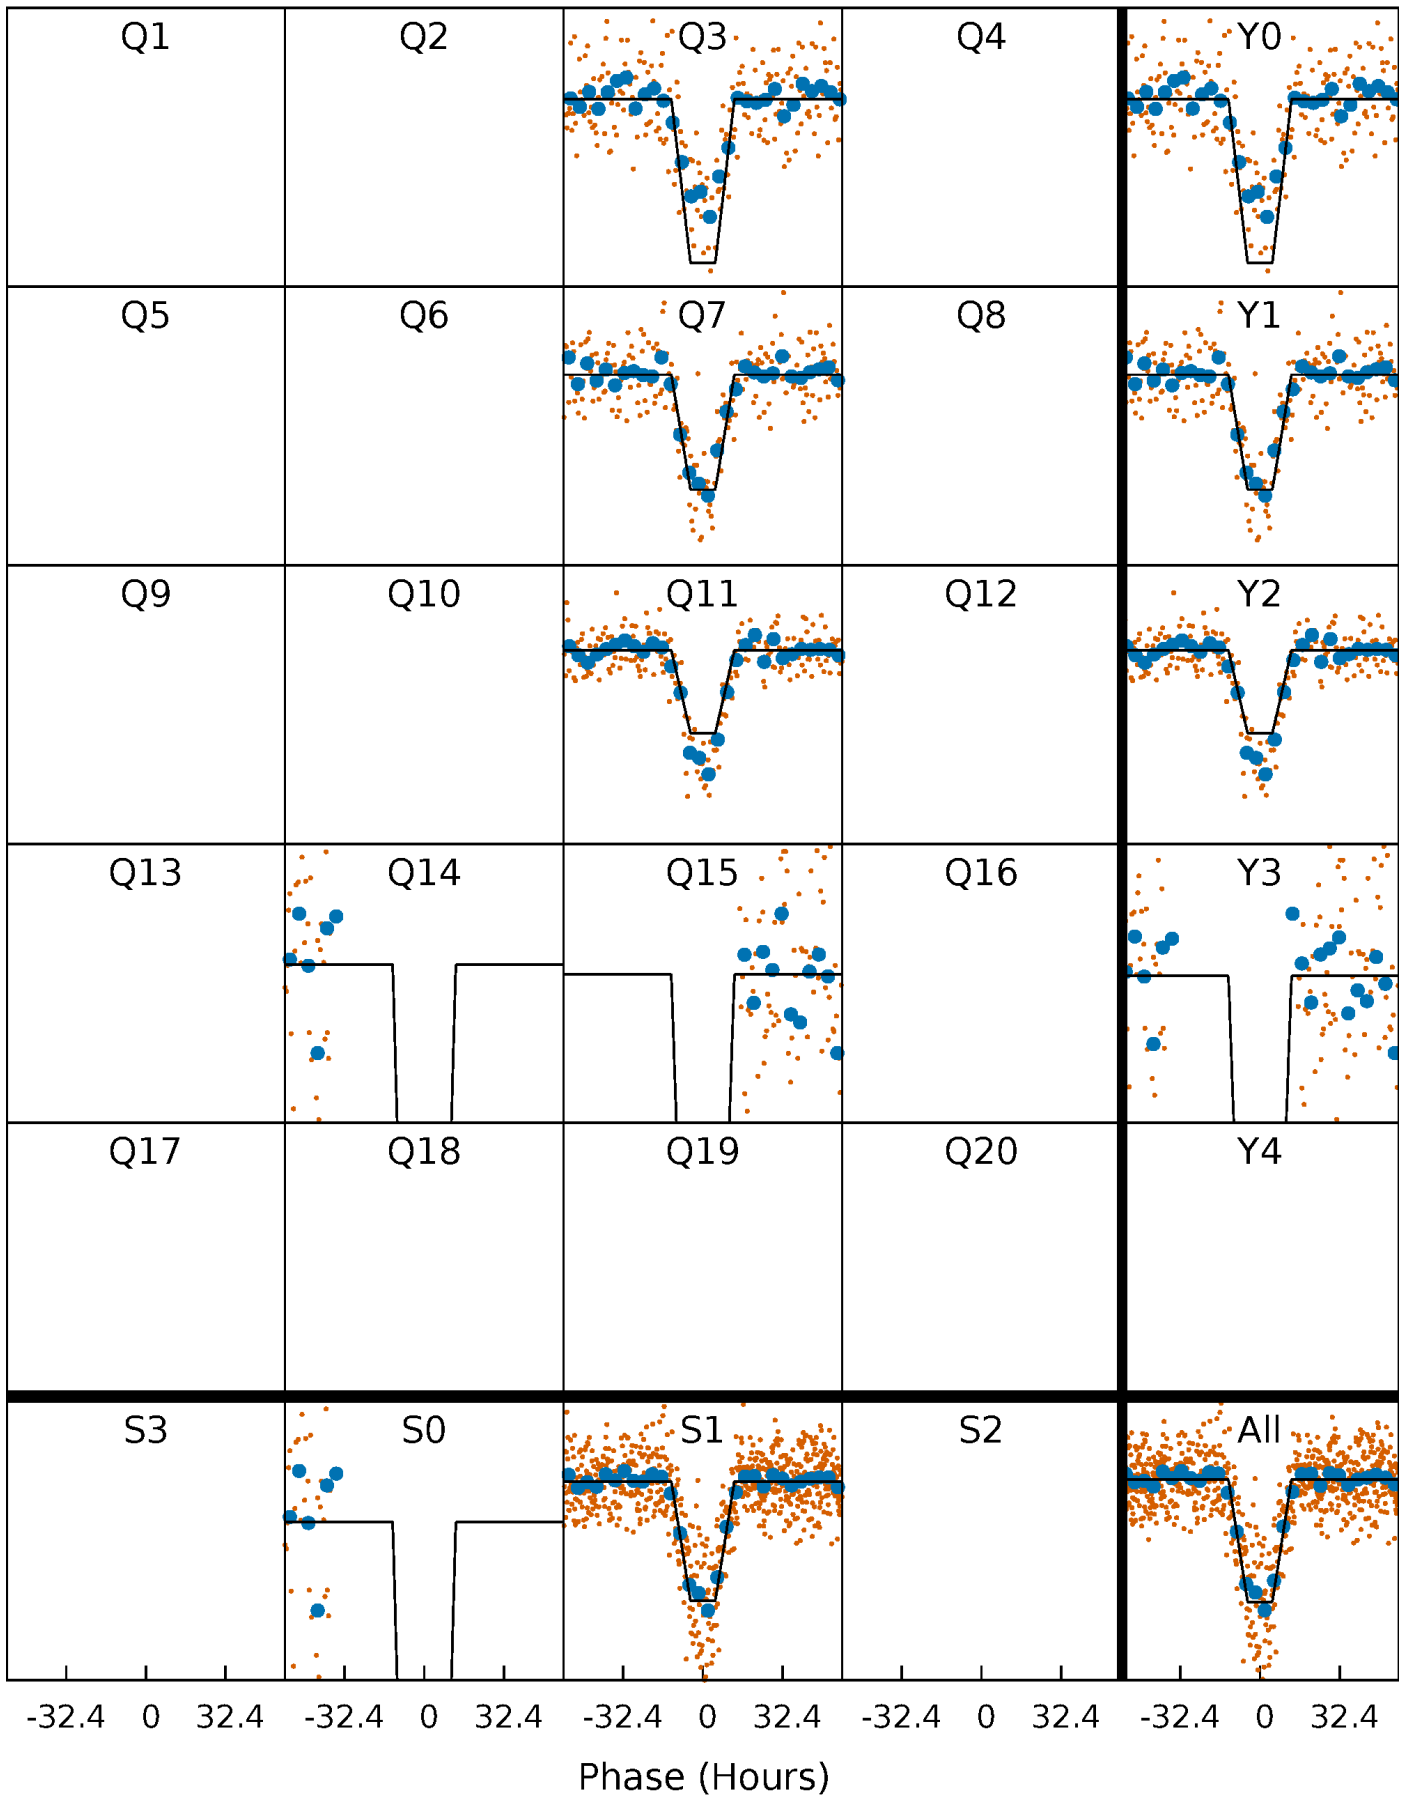 Q1 Q2 Q3 Q4 Y0
Q5 Q6 Q7 Q8 Y1
Q9 Q10 Q11 Q12 Y2
Q13 Q14 Q15 Q16 Y3
Q17 Q18 Q19 Q20 Y4
S3 S0 S1 S2 All
-32.4 0 32.4 -32.4 0 32.4 -32.4 0 32.4 -32.4 0 32.4 -32.4 0 32.4
Phase (Hours)